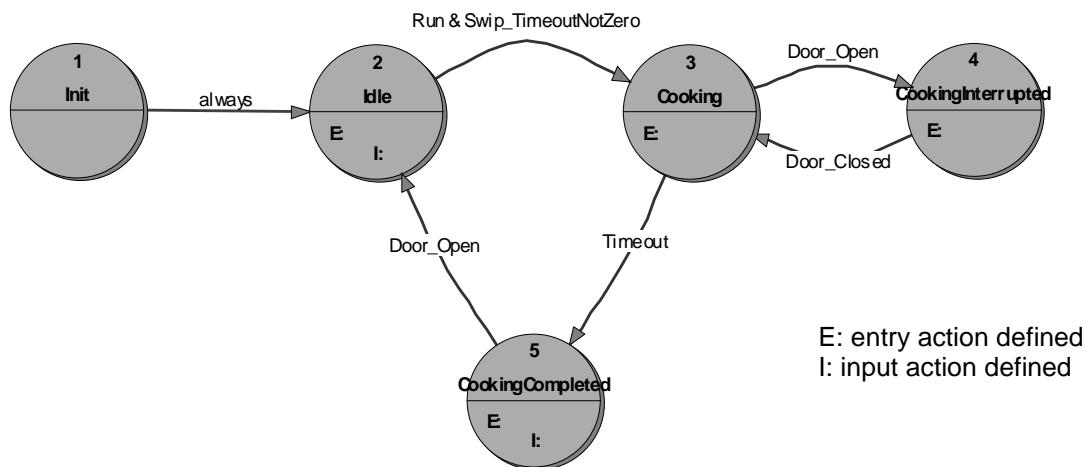 Run & Swip_TimeoutNotZero
1
Init
always
2
Idle
E:
I:
3
Cooking
E:
Door_Open
4
CookingInterrupted
E:
Door_Closed
Door_Open
Timeout
5
CookingCompleted
E:
I:
E: entry action defined
I: input action defined